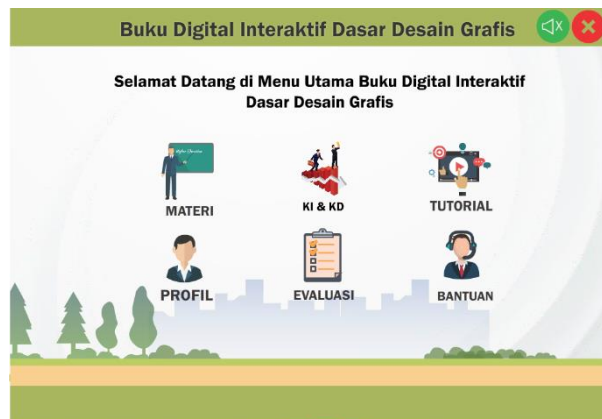 Buku Digital Interaktif Dasar Desain Grafis
Selamat Datang di Menu Utama Buku Digital Interaktif
Dasar Desain Grafis
MATERI
KI & KD
TUTORIAL
PROFIL
EVALUASI
BANTUAN